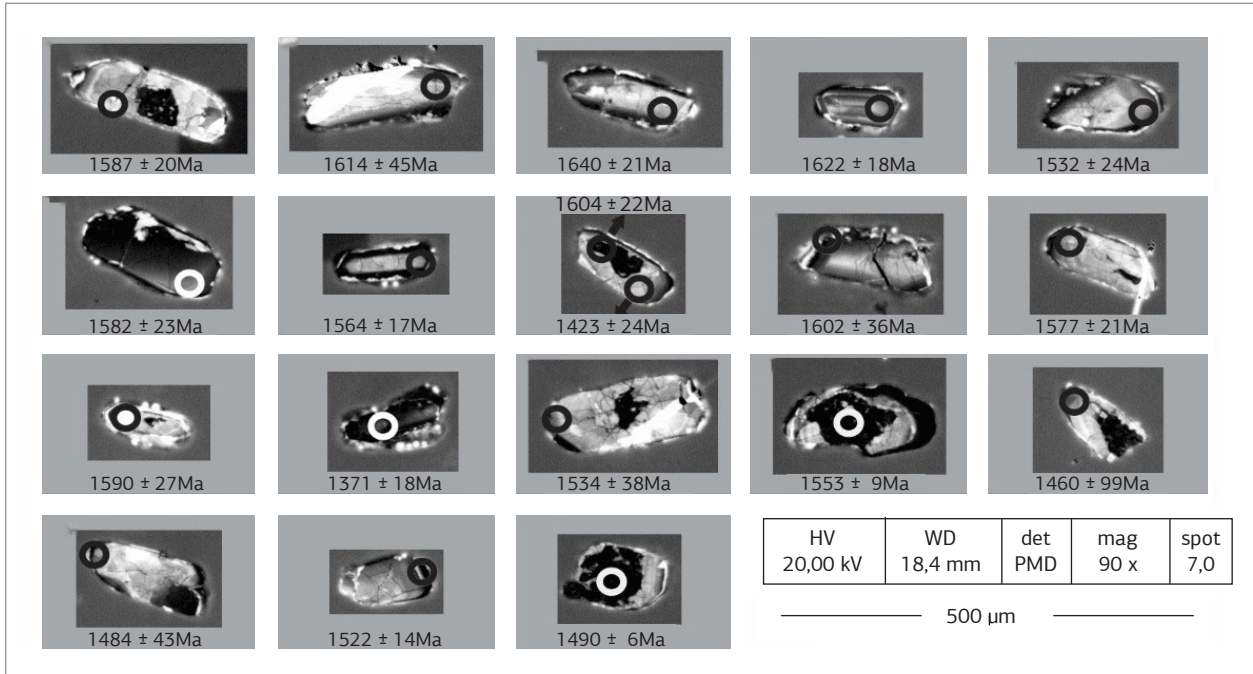 1587 ± 20Ma
1614 ± 45Ma
1640 ± 21Ma
1622 ± 18Ma
1532 ± 24Ma
1604 ± 22Ma
1582 ± 23Ma
1564 ± 17Ma
1423 ± 24Ma
1602 ± 36Ma
1577 ± 21Ma
1590 ± 27Ma
1371 ± 18Ma
1534 ± 38Ma
1553 ± 9Ma
1460 ± 99Ma
1484 ± 43Ma
1522 ± 14Ma
1490 ± 6Ma
HV WD det mag spot
20,00 kV 18,4 mm PMD 90 x 7,0
500 µm